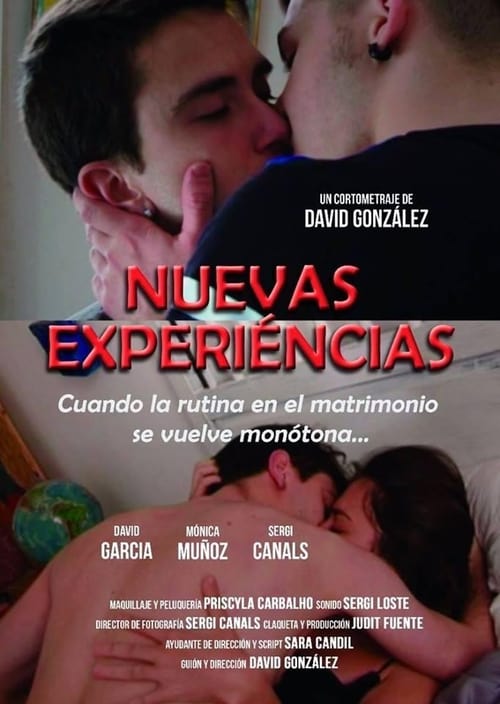 UN CORTOMETRAJE DE
DAVID GONZÁLEZ
NUEVAS
EXPERIÉNCIAS
Cuando la rutina en el matrimonio
se vuelve monótona...
DAVID GARCIA
MÓNICA MUÑOZ
SERGI CANALS
MAQUILLAJE Y PELUQUERÍA PRISCYLA CARBALHO SONIDO SERGI LOSTE
DIRECTOR DE FOTOGRAFÍA SERGI CANALS CLAQUETA Y PRODUCCIÓN JUDIT FUENTE
AYUDANTE DE DIRECCIÓN Y SCRIPT SARA CANDIL
GUIÓN Y DIRECCIÓN DAVID GONZÁLEZ